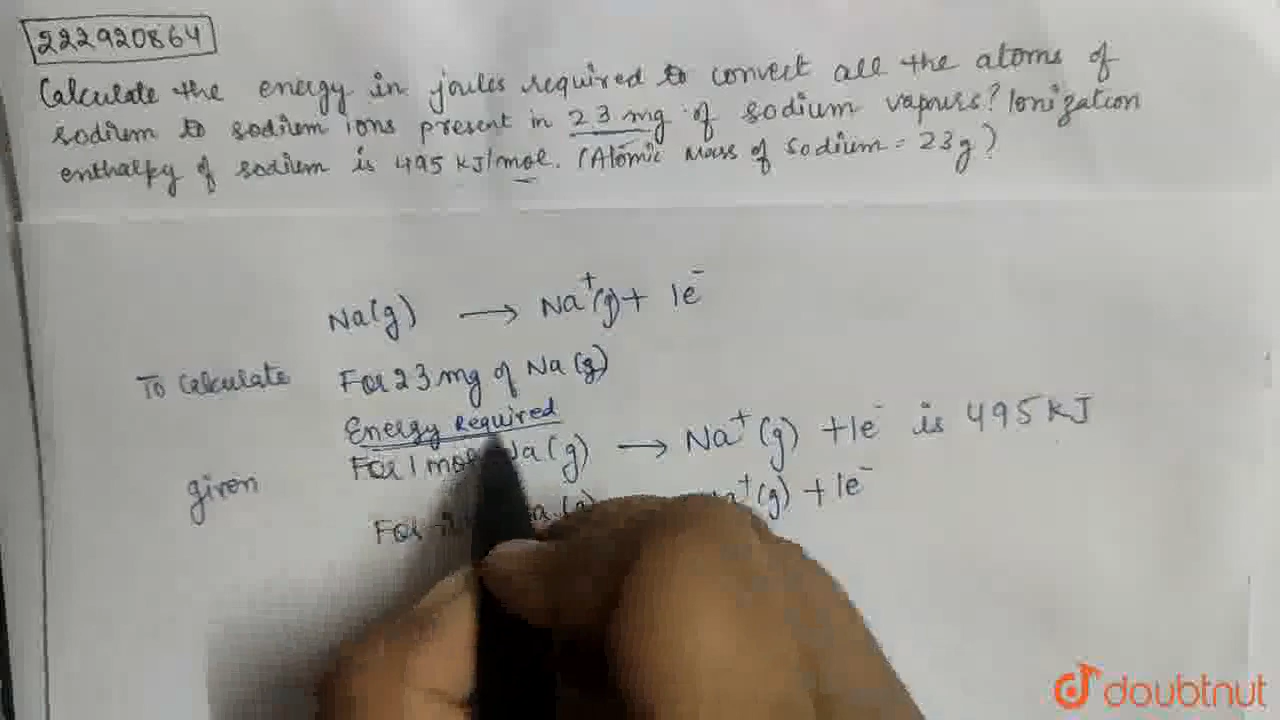 222920864
Calculate the energy in joules required to convert all the atoms of
sodium to sodium ions present in 23 mg of sodium vapours? Ionization
enthalpy of sodium is 495 KJ/mol. (Atomic Mass of Sodium = 23g)
Na(g) → Na⁺(g) + 1e⁻
To Calculate For 23 mg of Na(g)
Energy Required
given For 1 mole Na(g) → Na⁺(g) + 1e⁻ is 495 KJ
For (g) + 1e⁻
doubtnut